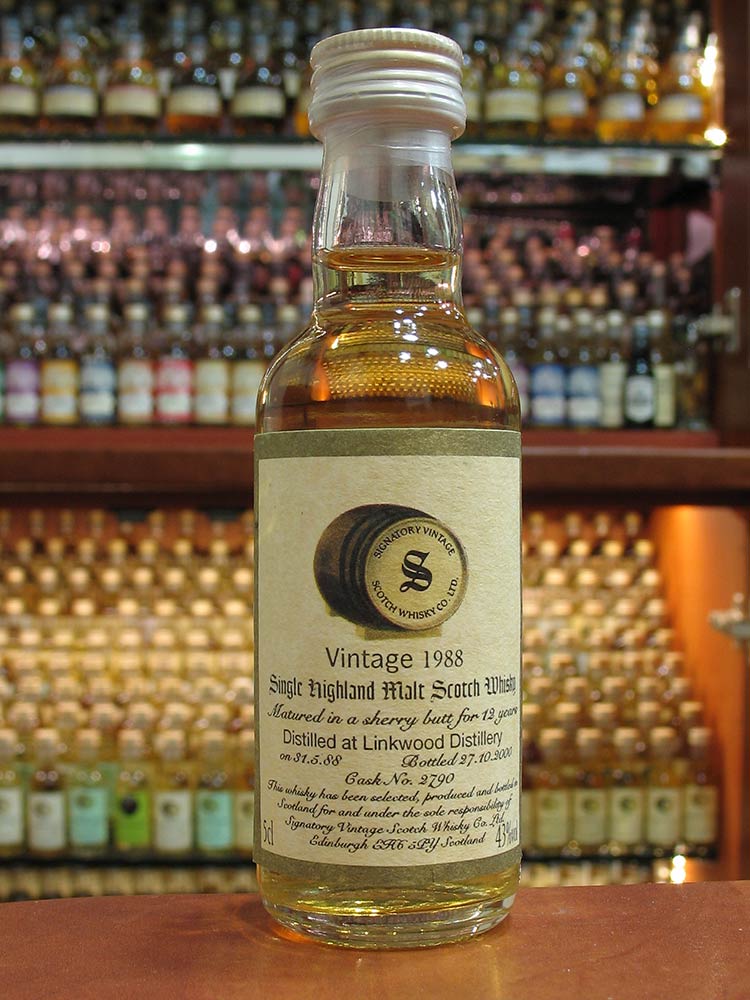 SIGNATORY VINTAGE
S
SCOTCH WHISKY CO. LTD.
Vintage 1988
Single Highland Malt Scotch Whisky
Matured in a sherry butt for 12 years
Distilled at Linkwood Distillery
on 31.5.88 Bottled 27.10.2000
Cask No. 2790
This whisky has been selected, produced and bottled in
Scotland for and under the sole responsibility of
Signatory Vintage Scotch Whisky Co. Ltd.
5cl Edinburgh EH6 5PY Scotland 43%vol